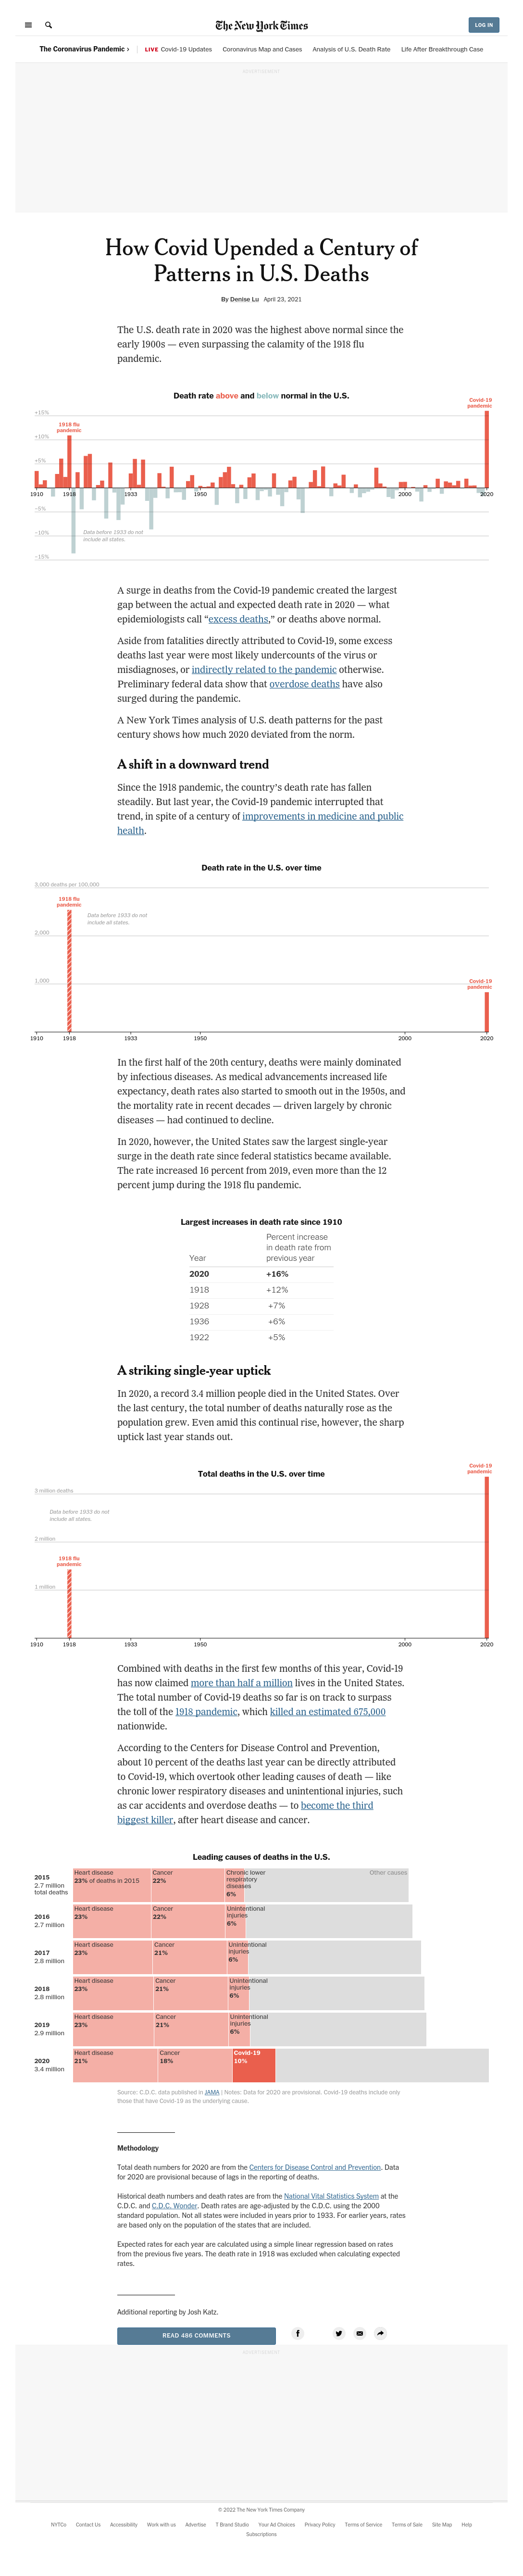 The New York Times
LOG IN
The Coronavirus Pandemic ›
LIVE Covid-19 Updates
Coronavirus Map and Cases
Analysis of U.S. Death Rate
Life After Breakthrough Case
ADVERTISEMENT
How Covid Upended a Century of
Patterns in U.S. Deaths
By Denise Lu April 23, 2021
The U.S. death rate in 2020 was the highest above normal since the
early 1900s — even surpassing the calamity of the 1918 flu
pandemic.
Death rate above and below normal in the U.S.
Covid-19
pandemic
+15%
1918 flu
pandemic
+10%
+5%
1910
1918
1933
1950
2000
2020
−5%
−10%
Data before 1933 do not
include all states.
−15%
A surge in deaths from the Covid-19 pandemic created the largest
gap between the actual and expected death rate in 2020 — what
epidemiologists call “excess deaths,” or deaths above normal.
Aside from fatalities directly attributed to Covid-19, some excess
deaths last year were most likely undercounts of the virus or
misdiagnoses, or indirectly related to the pandemic otherwise.
Preliminary federal data show that overdose deaths have also
surged during the pandemic.
A New York Times analysis of U.S. death patterns for the past
century shows how much 2020 deviated from the norm.
A shift in a downward trend
Since the 1918 pandemic, the country’s death rate has fallen
steadily. But last year, the Covid-19 pandemic interrupted that
trend, in spite of a century of improvements in medicine and public
health.
Death rate in the U.S. over time
3,000 deaths per 100,000
1918 flu
pandemic
Data before 1933 do not
include all states.
2,000
1,000
Covid-19
pandemic
1910
1918
1933
1950
2000
2020
In the first half of the 20th century, deaths were mainly dominated
by infectious diseases. As medical advancements increased life
expectancy, death rates also started to smooth out in the 1950s, and
the mortality rate in recent decades — driven largely by chronic
diseases — had continued to decline.
In 2020, however, the United States saw the largest single-year
surge in the death rate since federal statistics became available.
The rate increased 16 percent from 2019, even more than the 12
percent jump during the 1918 flu pandemic.
Largest increases in death rate since 1910
Year
Percent increase
in death rate from
previous year
2020 +16%
1918 +12%
1928 +7%
1936 +6%
1922 +5%
A striking single-year uptick
In 2020, a record 3.4 million people died in the United States. Over
the last century, the total number of deaths naturally rose as the
population grew. Even amid this continual rise, however, the sharp
uptick last year stands out.
Total deaths in the U.S. over time
Covid-19
pandemic
3 million deaths
Data before 1933 do not
include all states.
2 million
1918 flu
pandemic
1 million
1910
1918
1933
1950
2000
2020
Combined with deaths in the first few months of this year, Covid-19
has now claimed more than half a million lives in the United States.
The total number of Covid-19 deaths so far is on track to surpass
the toll of the 1918 pandemic, which killed an estimated 675,000
nationwide.
According to the Centers for Disease Control and Prevention,
about 10 percent of the deaths last year can be directly attributed
to Covid-19, which overtook other leading causes of death — like
chronic lower respiratory diseases and unintentional injuries, such
as car accidents and overdose deaths — to become the third
biggest killer, after heart disease and cancer.
Leading causes of deaths in the U.S.
2015
2.7 million
total deaths
Heart disease
23% of deaths in 2015
Cancer
22%
Chronic lower
respiratory
diseases
6%
Other causes
2016
2.7 million
Heart disease
23%
Cancer
22%
Unintentional
injuries
6%
2017
2.8 million
Heart disease
23%
Cancer
21%
Unintentional
injuries
6%
2018
2.8 million
Heart disease
23%
Cancer
21%
Unintentional
injuries
6%
2019
2.9 million
Heart disease
23%
Cancer
21%
Unintentional
injuries
6%
2020
3.4 million
Heart disease
21%
Cancer
18%
Covid-19
10%
Source: C.D.C. data published in JAMA | Notes: Data for 2020 are provisional. Covid-19 deaths include only
those that have Covid-19 as the underlying cause.
Methodology
Total death numbers for 2020 are from the Centers for Disease Control and Prevention. Data
for 2020 are provisional because of lags in the reporting of deaths.
Historical death numbers and death rates are from the National Vital Statistics System at the
C.D.C. and C.D.C. Wonder. Death rates are age-adjusted by the C.D.C. using the 2000
standard population. Not all states were included in years prior to 1933. For earlier years, rates
are based only on the population of the states that are included.
Expected rates for each year are calculated using a simple linear regression based on rates
from the previous five years. The death rate in 1918 was excluded when calculating expected
rates.
Additional reporting by Josh Katz.
READ 486 COMMENTS
ADVERTISEMENT
© 2022 The New York Times Company
NYTCo
Contact Us
Accessibility
Work with us
Advertise
T Brand Studio
Your Ad Choices
Privacy Policy
Terms of Service
Terms of Sale
Site Map
Help
Subscriptions